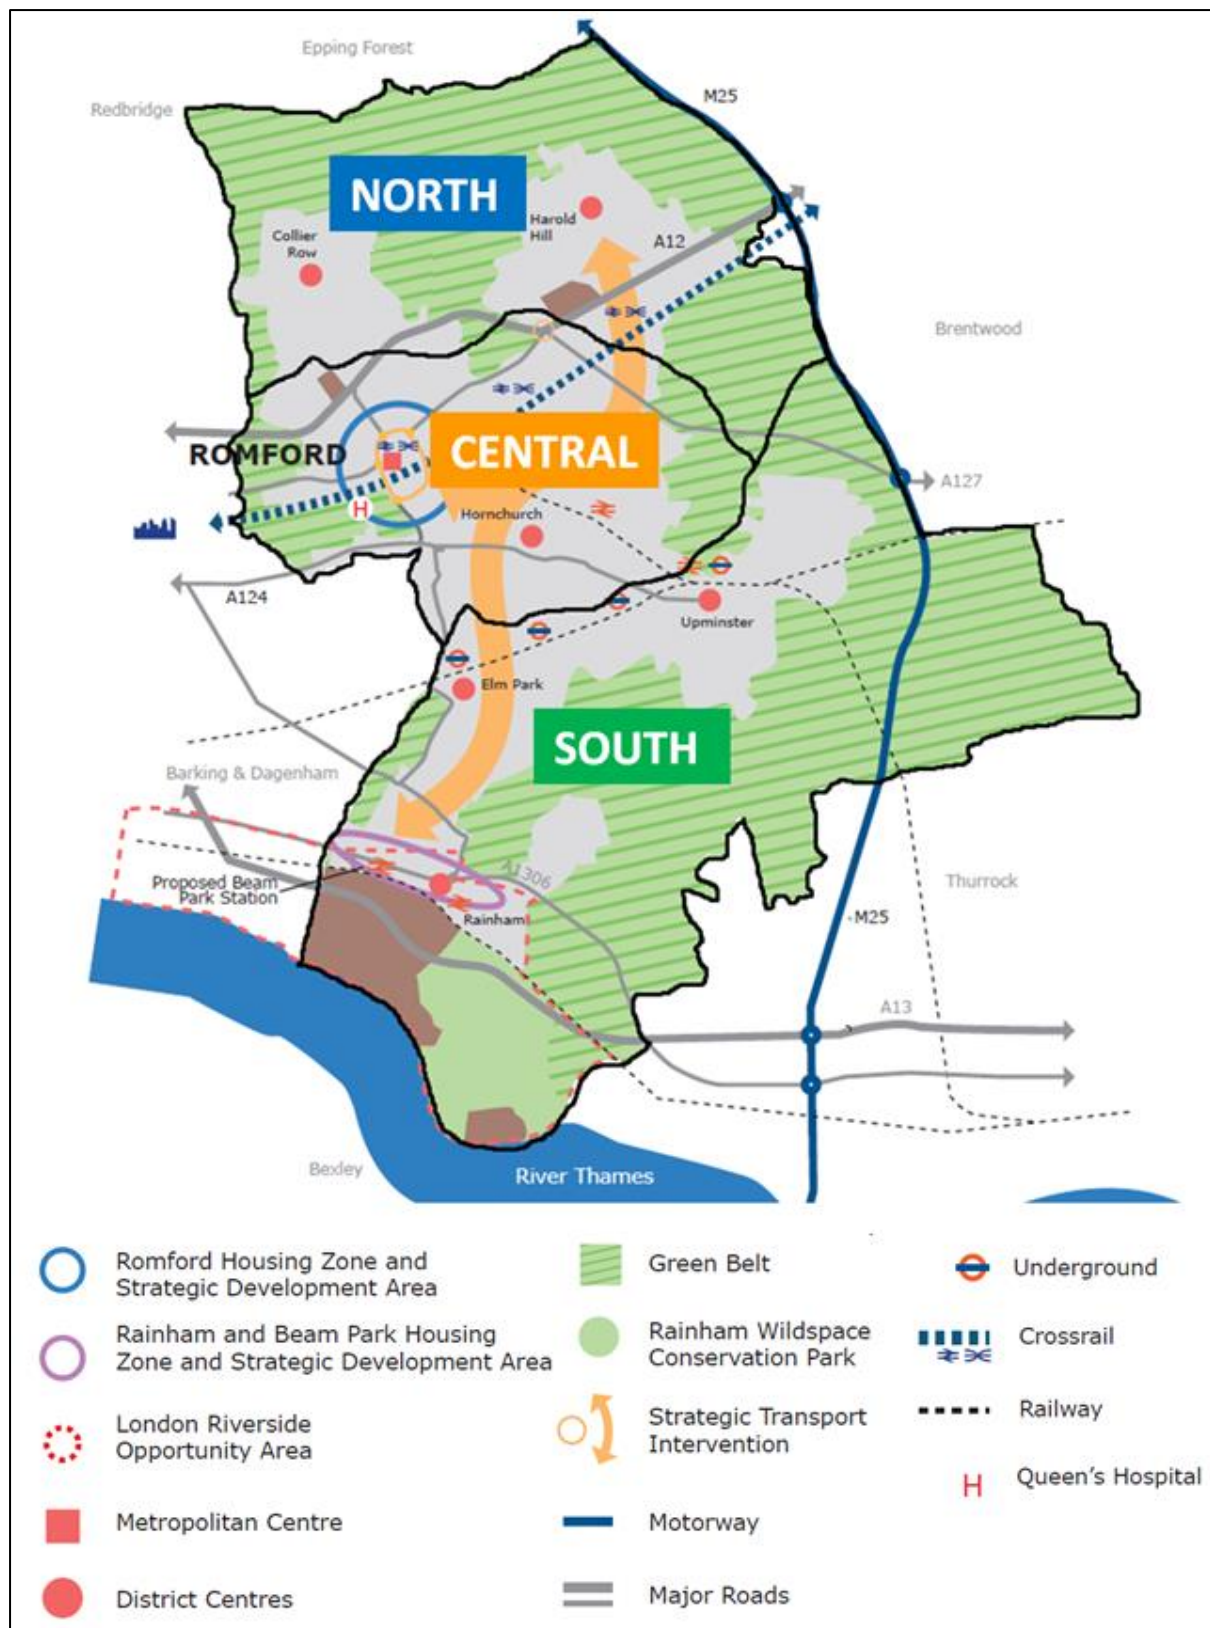 Epping Forest
Redbridge
M25
NORTH
Harold
Hill
Collier
Row
A12
Brentwood
ROMFORD
CENTRAL
A127
H
Hornchurch
A124
Upminster
Elm Park
SOUTH
Barking & Dagenham
Proposed Beam
Park Station
A1306
Thurrock
Rainham
M25
A13
Bexley
River Thames
Romford Housing Zone and
Strategic Development Area
Rainham and Beam Park Housing
Zone and Strategic Development Area
London Riverside
Opportunity Area
Metropolitan Centre
District Centres
Green Belt
Rainham Wildspace
Conservation Park
Strategic Transport
Intervention
Motorway
Major Roads
Underground
Crossrail
Railway
H
Queen's Hospital